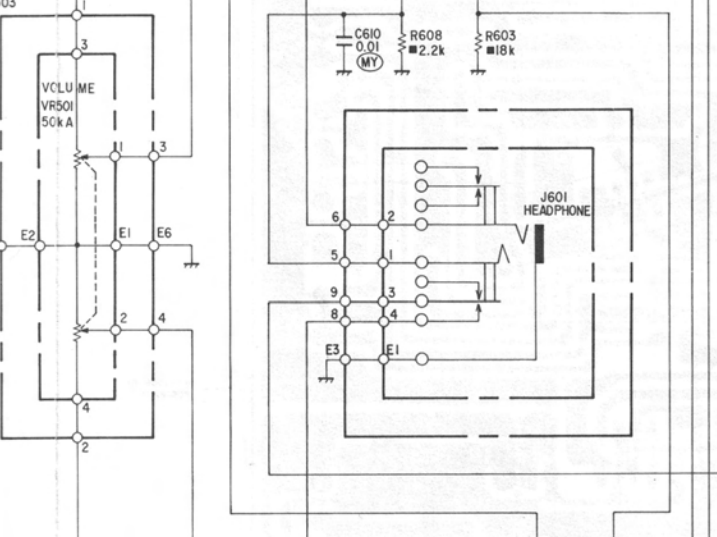 03
1
3
VOLUME
VR501
50kA
1
3
E2
E1
E6
2
4
4
2
C610
0.01
MY
R608
■2.2k
R603
■18k
J601
HEADPHONE
6
2
5
1
9
3
8
4
E3
E1